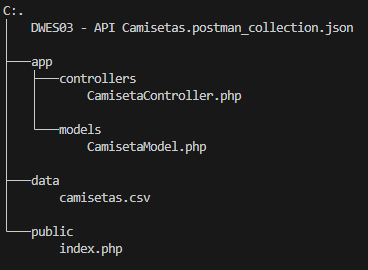 C:.
DWES03 - API Camisetas.postman_collection.json
app
controllers
CamisetaController.php
models
CamisetaModel.php
data
camisetas.csv
public
index.php